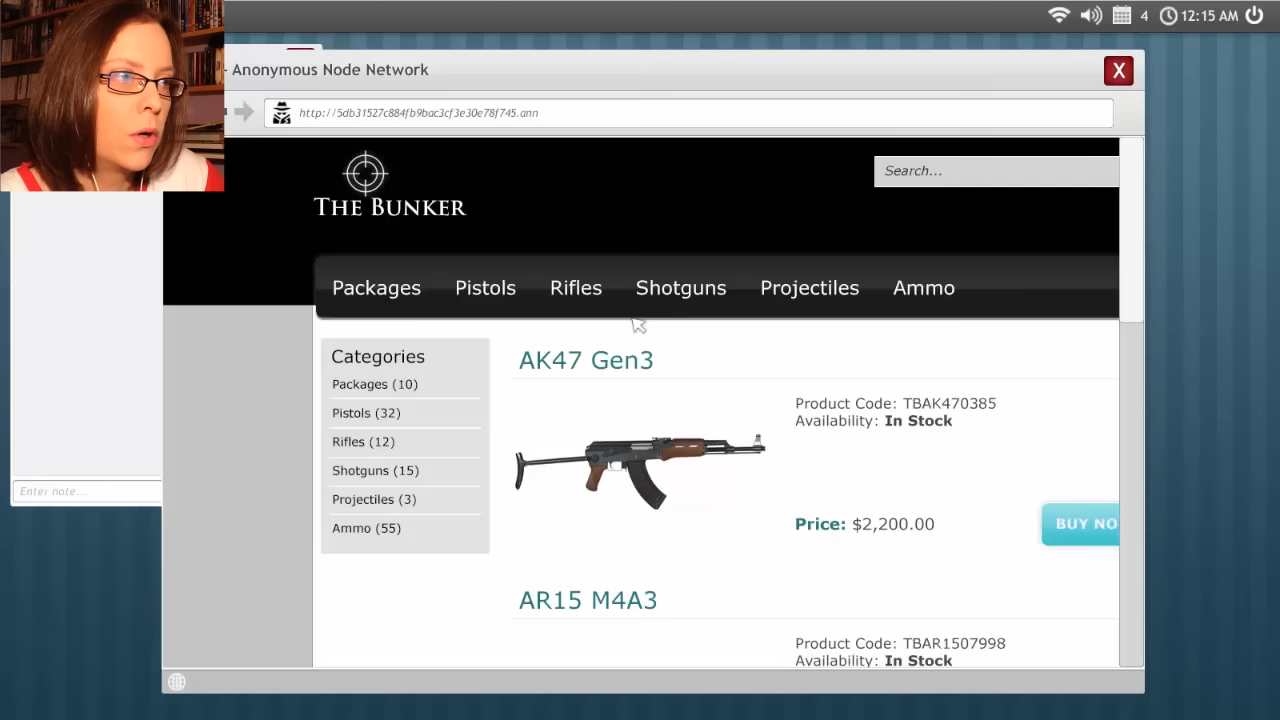 4 12:15 AM
- Anonymous Node Network
X
http://5db31527c884fb9bac3cf3e30e78f745.ann
THE BUNKER
Search...
Packages Pistols Rifles Shotguns Projectiles Ammo
Categories
Packages (10)
Pistols (32)
Rifles (12)
Shotguns (15)
Projectiles (3)
Ammo (55)
AK47 Gen3
Product Code: TBAK470385
Availability: In Stock
Price: $2,200.00
BUY NO
AR15 M4A3
Product Code: TBAR1507998
Availability: In Stock
Enter note...